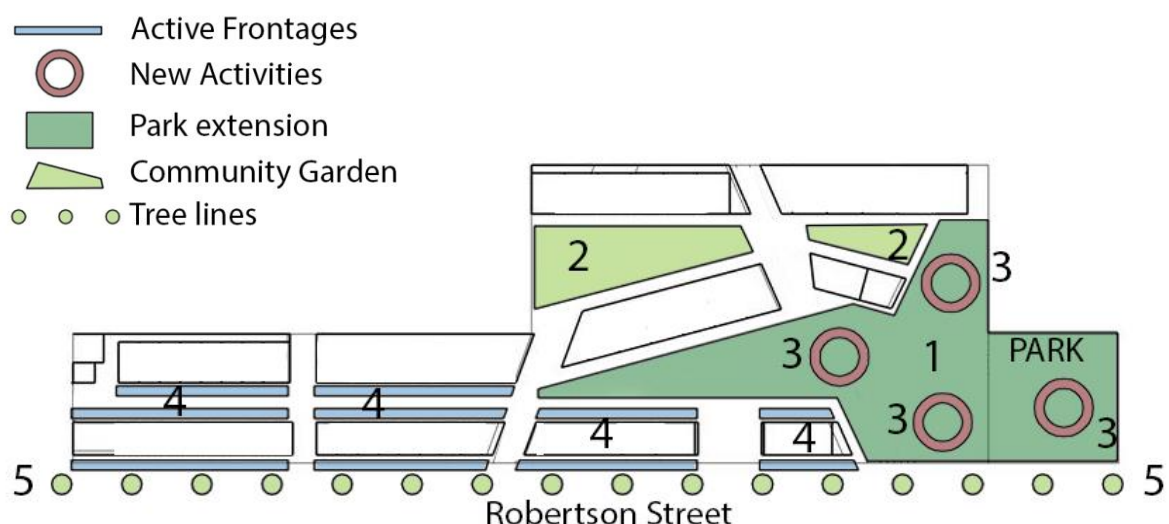 Active Frontages
New Activities
Park extension
Community Garden
Tree lines
2
2
3
3
1
PARK
4
4
3
3
4
4
5
5
Robertson Street